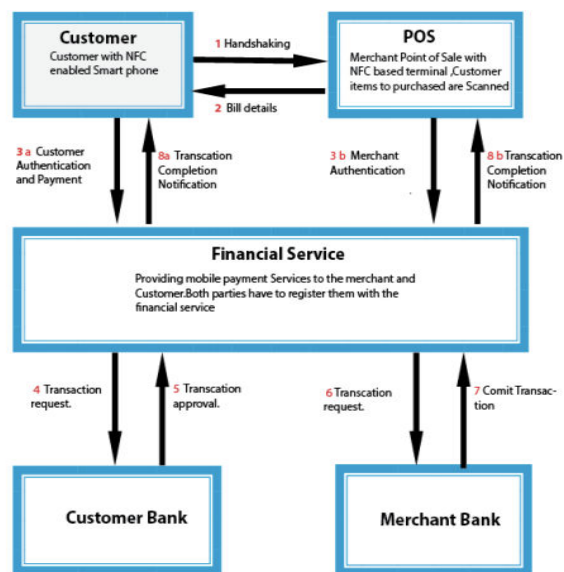 Customer
Customer with NFC
enabled Smart phone
1 Handshaking
POS
Merchant Point of Sale with
NFC based terminal ,Customer
items to purchased are Scanned
2 Bill details
3 a Customer
Authentication
and Payment
8a Transcation
Completion
Notification
3 b Merchant
Authentication
8 b Transcation
Completion
Notification
Financial Service
Providing mobile payment Services to the merchant and
Customer.Both parties have to register them with the
financial service
4 Transaction
request.
5 Transcation
approval.
6 Transcation
request.
7 Comit Transac-
tion
Customer Bank
Merchant Bank